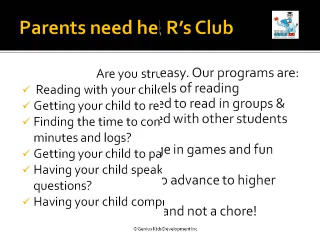 Parents need he R's Club
Are you stru easy. Our programs are:
Reading with your child els of reading
Getting your child to re ed to read in groups &
Finding the time to con d with other students
minutes and logs?
Getting your child to pa e in games and fun
Having your child speak
questions? o advance to higher
Having your child comp
and not a chore!
©Genius Kids Development Inc